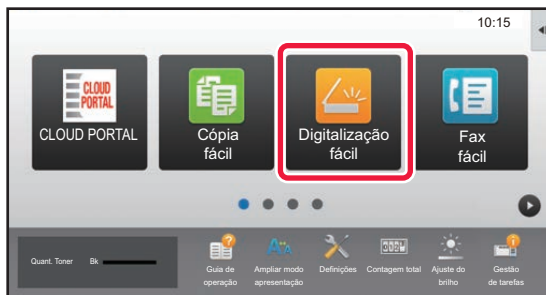 10:15
CLOUD
PORTAL
CLOUD PORTAL
Cópia
fácil
Digitalização
fácil
Fax
fácil
Quant. Toner Bk
Guia de
operação
Ampliar modo
apresentação
Definições
Contagem total
Ajuste do
brilho
Gestão
de tarefas